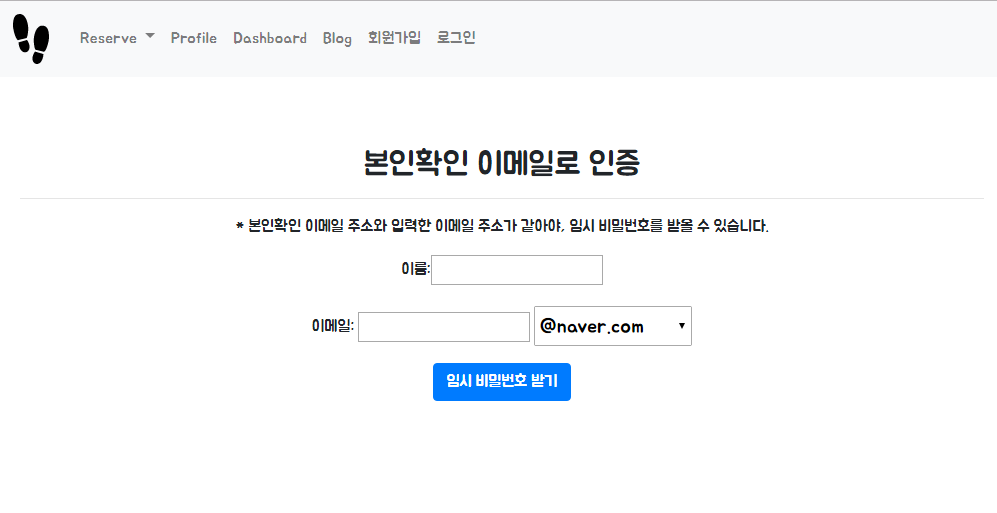 Reserve Profile Dashboard Blog 회원가입 로그인
본인확인 이메일로 인증
* 본인확인 이메일 주소와 입력한 이메일 주소가 같아야, 임시 비밀번호를 받을 수 있습니다.
이름:
이메일: @naver.com
임시 비밀번호 받기